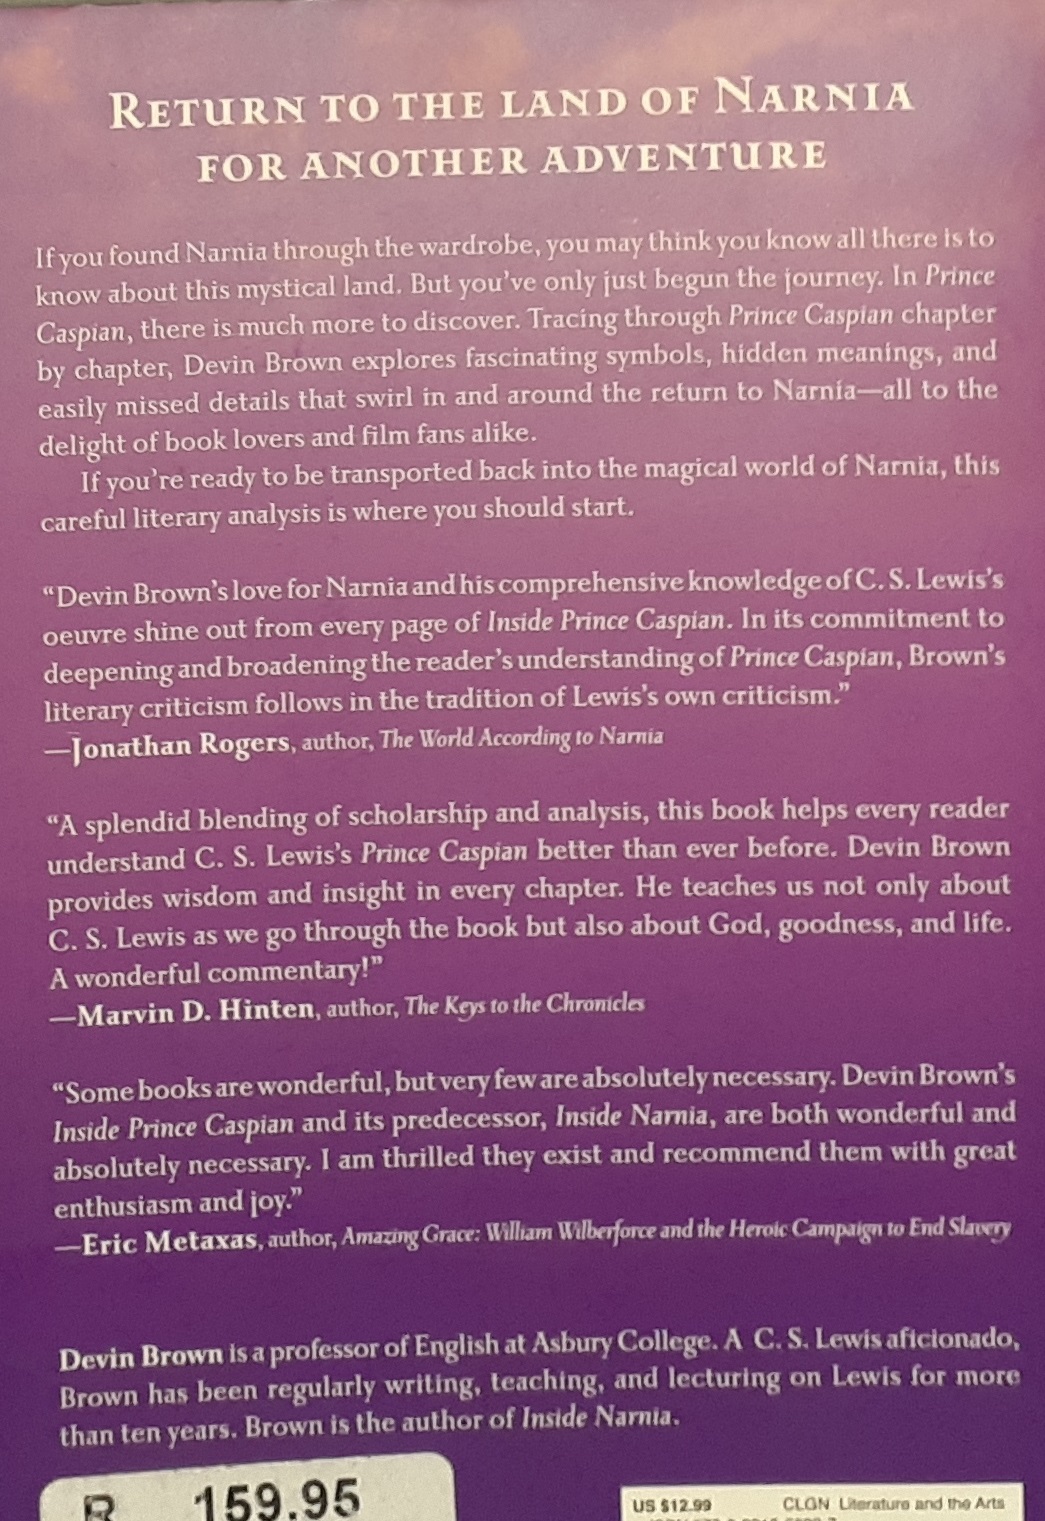 RETURN TO THE LAND OF NARNIA
FOR ANOTHER ADVENTURE
If you found Narnia through the wardrobe, you may think you know all there is to
know about this mystical land. But you've only just begun the journey. In Prince
Caspian, there is much more to discover. Tracing through Prince Caspian chapter
by chapter, Devin Brown explores fascinating symbols, hidden meanings, and
easily missed details that swirl in and around the return to Narnia—all to the
delight of book lovers and film fans alike.
If you're ready to be transported back into the magical world of Narnia, this
careful literary analysis is where you should start.
“Devin Brown's love for Narnia and his comprehensive knowledge of C. S. Lewis's
oeuvre shine out from every page of Inside Prince Caspian. In its commitment to
deepening and broadening the reader's understanding of Prince Caspian, Brown's
literary criticism follows in the tradition of Lewis's own criticism.”
—Jonathan Rogers, author, The World According to Narnia
“A splendid blending of scholarship and analysis, this book helps every reader
understand C. S. Lewis's Prince Caspian better than ever before. Devin Brown
provides wisdom and insight in every chapter. He teaches us not only about
C. S. Lewis as we go through the book but also about God, goodness, and life.
A wonderful commentary!”
—Marvin D. Hinten, author, The Keys to the Chronicles
“Some books are wonderful, but very few are absolutely necessary. Devin Brown's
Inside Prince Caspian and its predecessor, Inside Narnia, are both wonderful and
absolutely necessary. I am thrilled they exist and recommend them with great
enthusiasm and joy.”
—Eric Metaxas, author, Amazing Grace: William Wilberforce and the Heroic Campaign to End Slavery
Devin Brown is a professor of English at Asbury College. A C. S. Lewis aficionado,
Brown has been regularly writing, teaching, and lecturing on Lewis for more
than ten years. Brown is the author of Inside Narnia.
R 159.95
US $12.99 CLGN Literature and the Arts